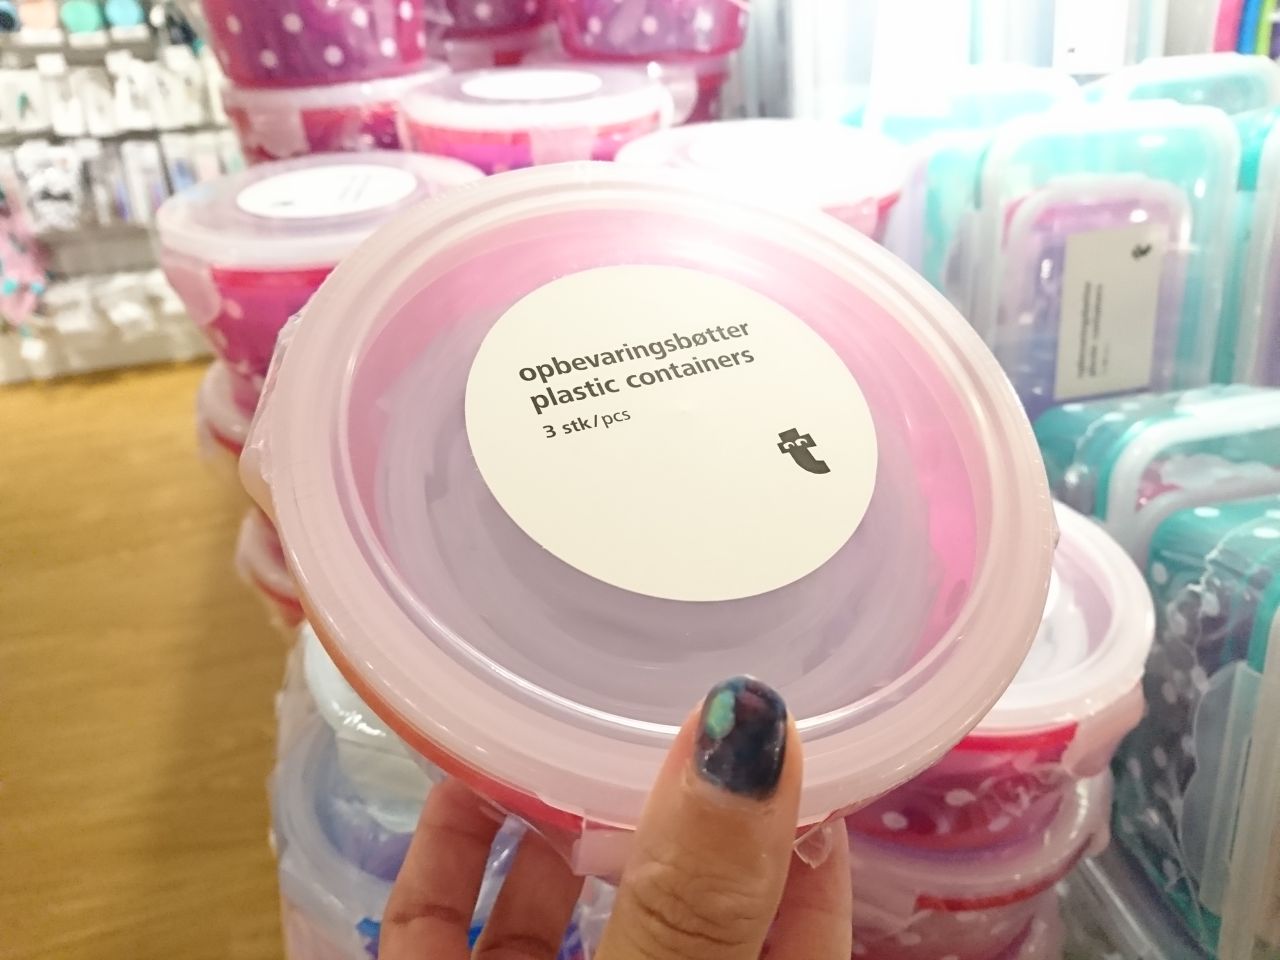 opbevaringsbøtter
plastic containers
3 stk/pcs